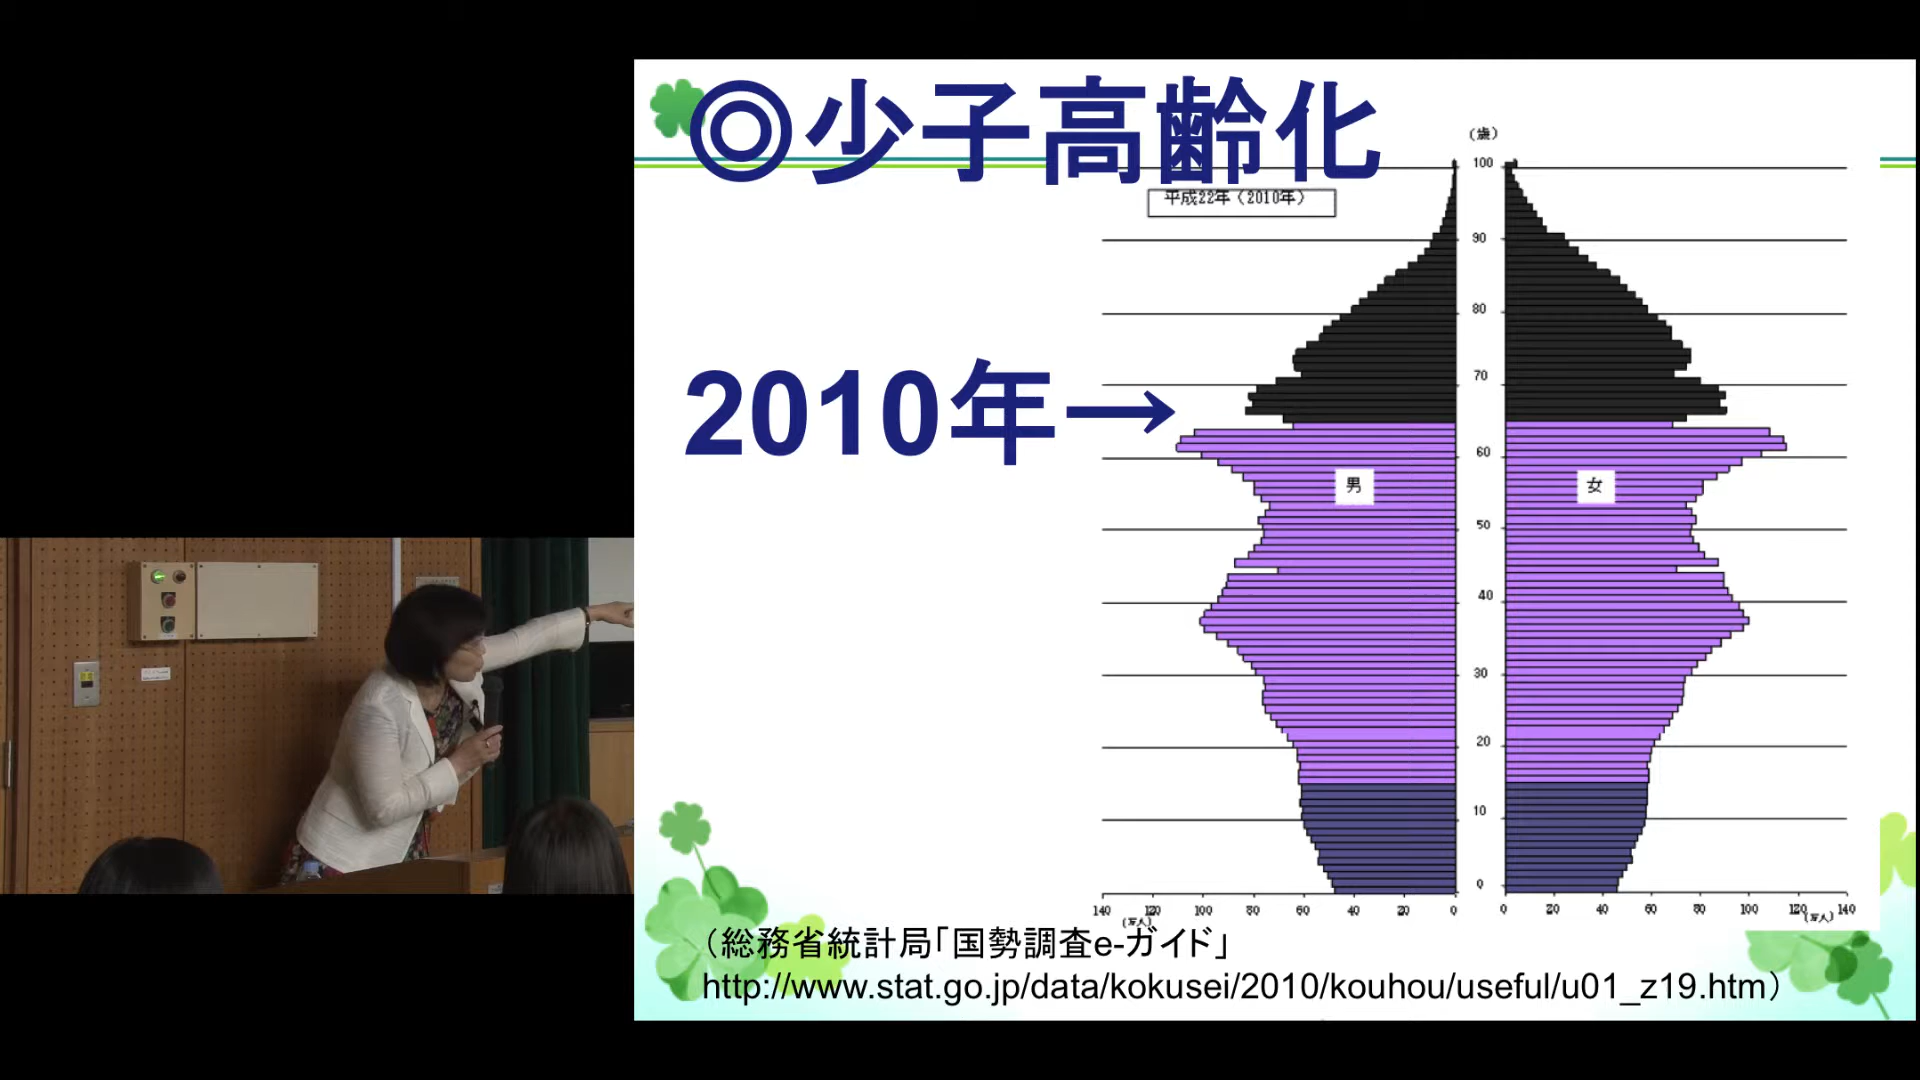 ◎少子高齢化
(歳)
平成22年(2010年)
100
90
80
70
60
50
40
30
20
10
0
2010年→
男
女
140 120 100 80 60 40 20 0
0 20 40 60 80 100 120 140
(万人)
(万人)
(総務省統計局「国勢調査e-ガイド」
http://www.stat.go.jp/data/kokusei/2010/kouhou/useful/u01_z19.htm)